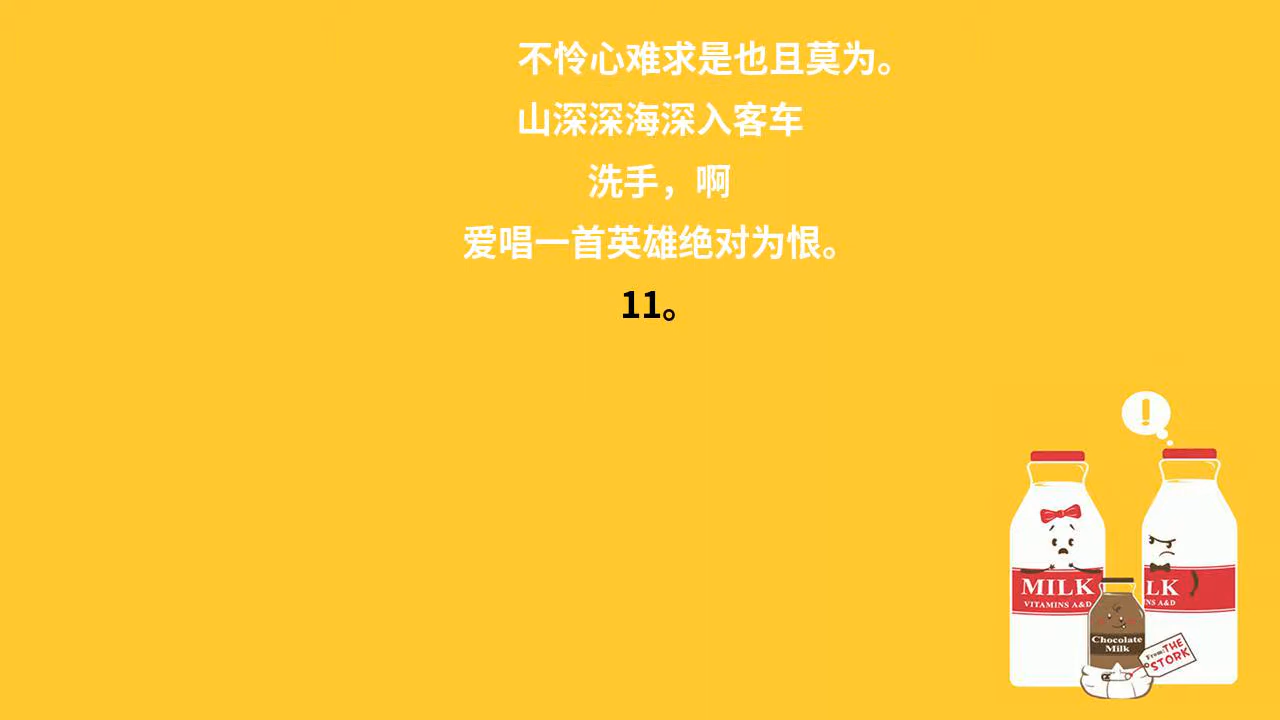 不怜心难求是也且莫为。
山深深海深入客车
洗手，啊
爱唱一首英雄绝对为恨。
11。
!
MILK
VITAMINS A&D
LK
NS A&D
Chocolate
Milk
From: THE
STORK